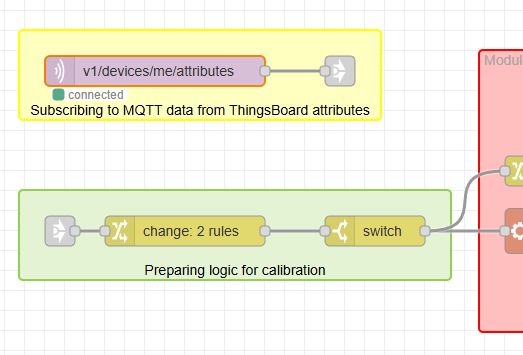 v1/devices/me/attributes
connected
Subscribing to MQTT data from ThingsBoard attributes
Modul
change: 2 rules
switch
Preparing logic for calibration